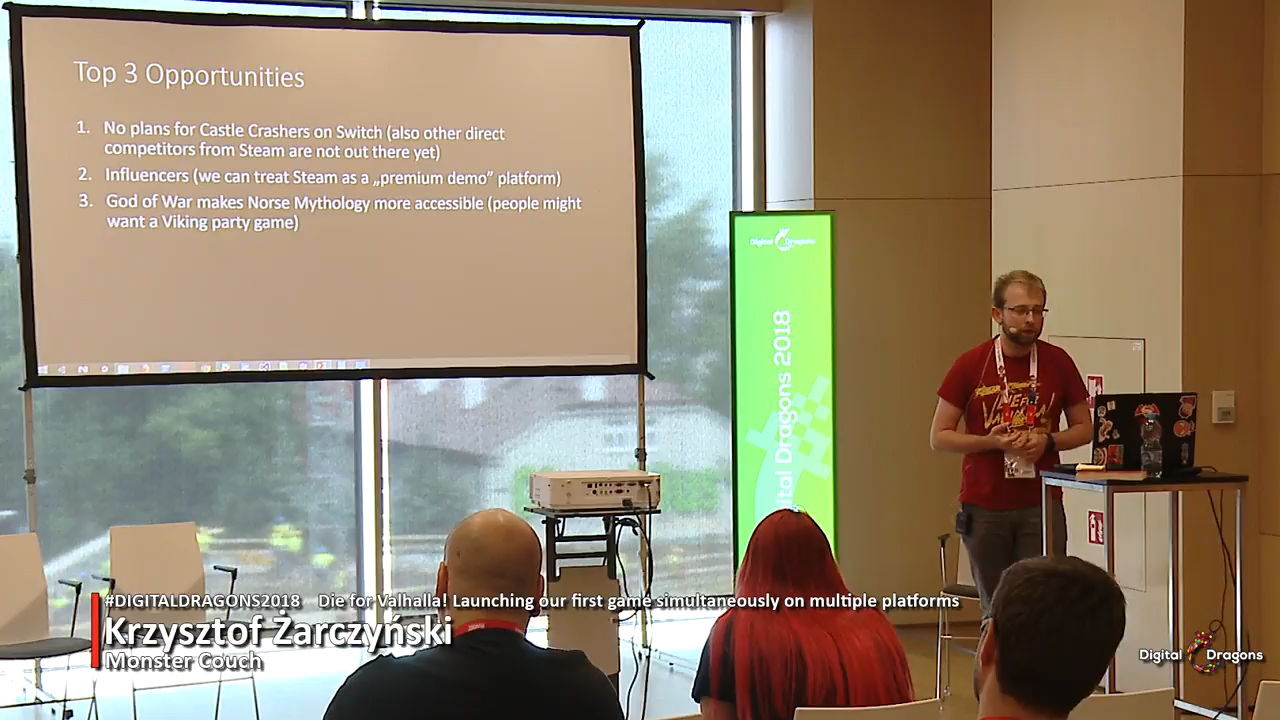 Top 3 Opportunities
1. No plans for Castle Crashers on Switch (also other direct
competitors from Steam are not out there yet)
2. Influencers (we can treat Steam as a „premium demo” platform)
3. God of War makes Norse Mythology more accessible (people might
want a Viking party game)
Digital Dragons
Digital Dragons 2018
VALHALLA!
#DIGITALDRAGONS2018 Die for Valhalla! Launching our first game simultaneously on multiple platforms
Krzysztof Żarczyński
Monster Couch
Digital Dragons